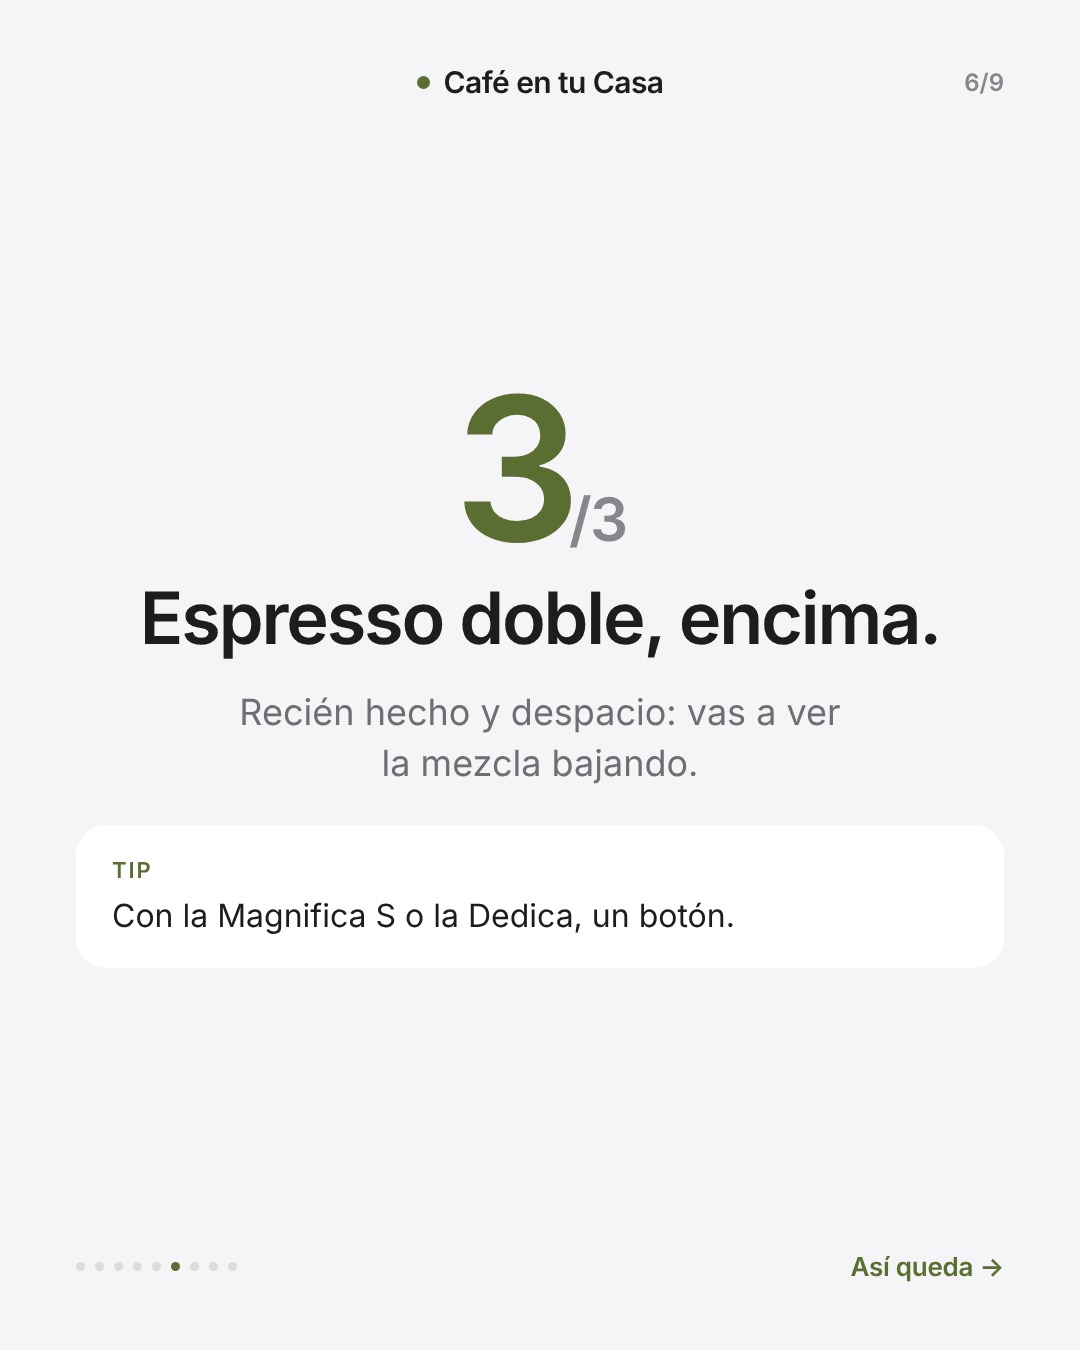 Café en tu Casa
6/9
3/3
Espresso doble, encima.
Recién hecho y despacio: vas a ver
la mezcla bajando.
TIP
Con la Magnifica S o la Dedica, un botón.
Así queda →